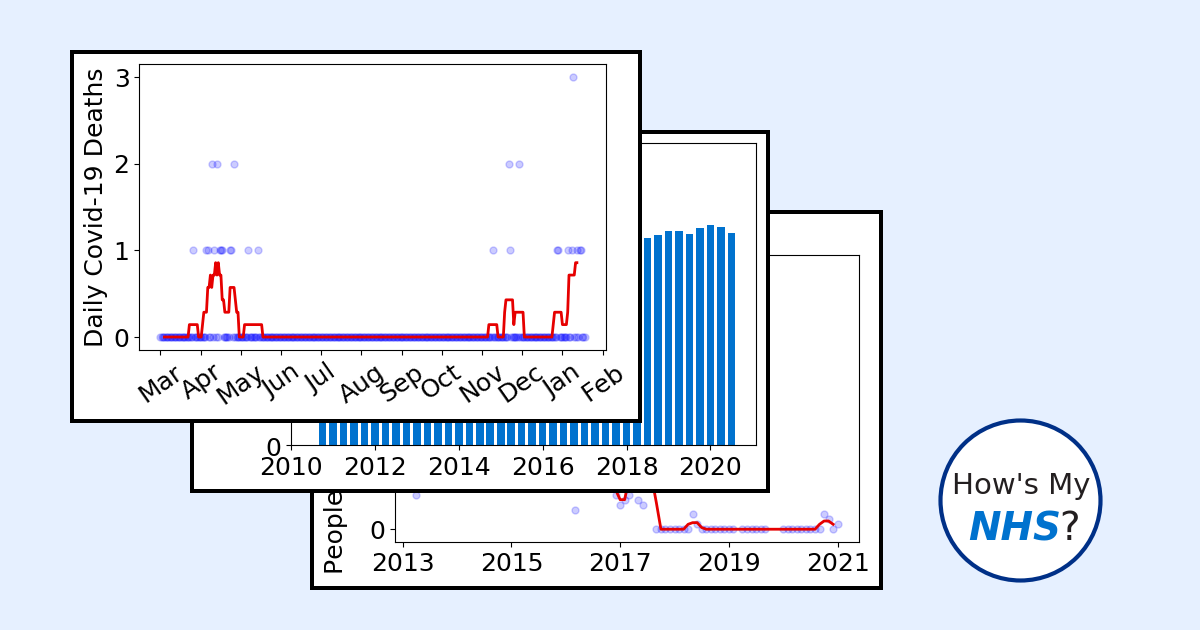 Daily Covid-19 Deaths
3
2
1
0
Mar Apr May Jun Jul Aug Sep Oct Nov Dec Jan Feb
0
2010 2012 2014 2016 2018 2020
People
0
2013 2015 2017 2019 2021
How's My
NHS?